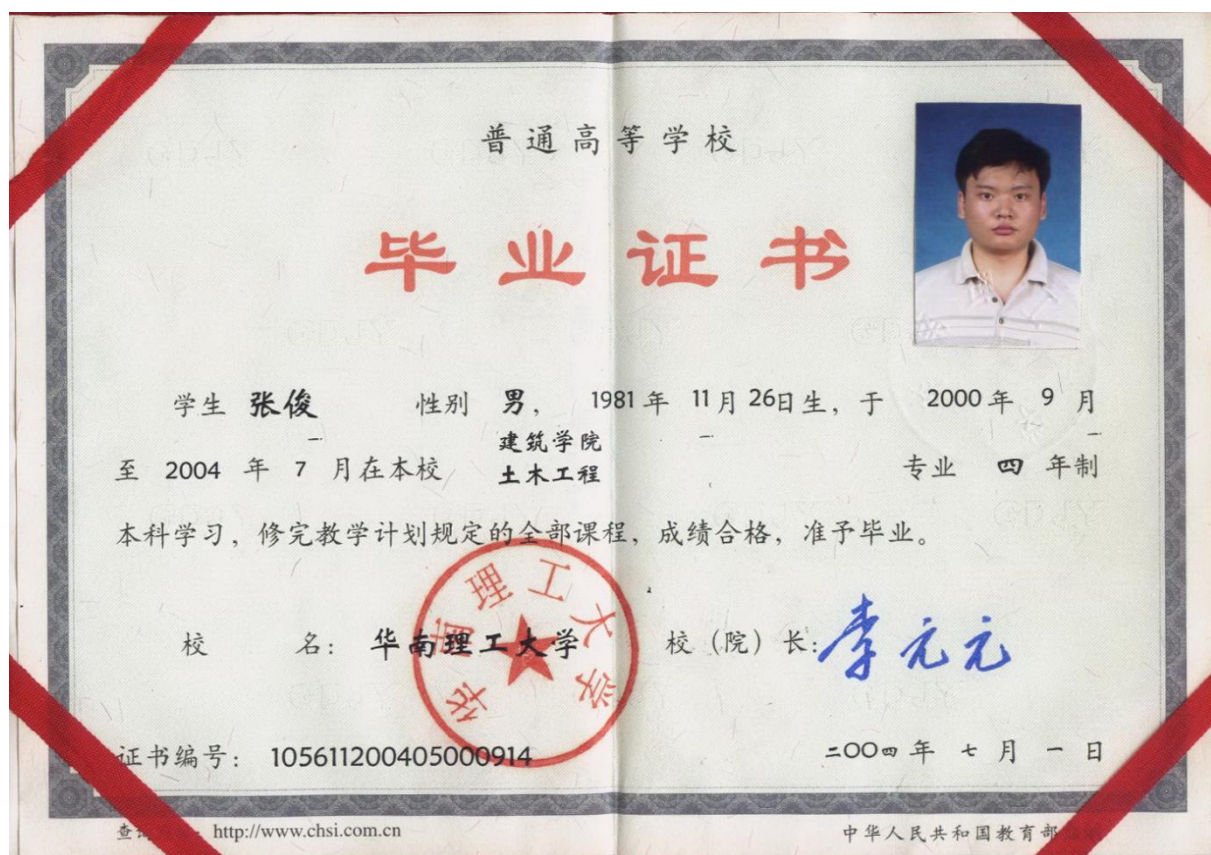 普通高等学校
毕业证书
学生 张俊 性别 男， 1981年 11月 26日生，于 2000年 9月
至 2004 年 7 月在本校 建筑学院
土木工程 专业 四 年制
本科学习，修完教学计划规定的全部课程，成绩合格，准予毕业。
校 名： 华南理工大学 校（院）长： 李元元
华南理工大学
证书编号： 105611200405000914 二〇〇四年 七月 一日
http://www.chsi.com.cn 中华人民共和国教育部